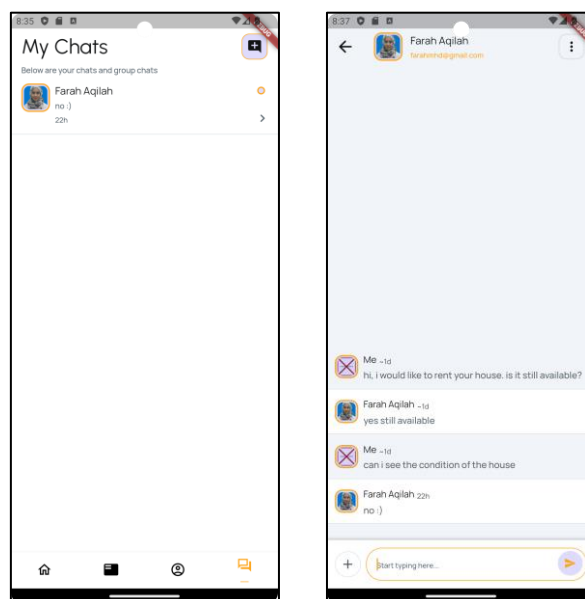 8:35
My Chats
Below are your chats and group chats
Farah Aqilah
no :)
22h
8:37
Farah Aqilah
farahmhd@gmail.com
Me ~1d
hi, i would like to rent your house. is it still available?
Farah Aqilah ~1d
yes still available
Me ~1d
can i see the condition of the house
Farah Aqilah 22h
no :)
Start typing here...